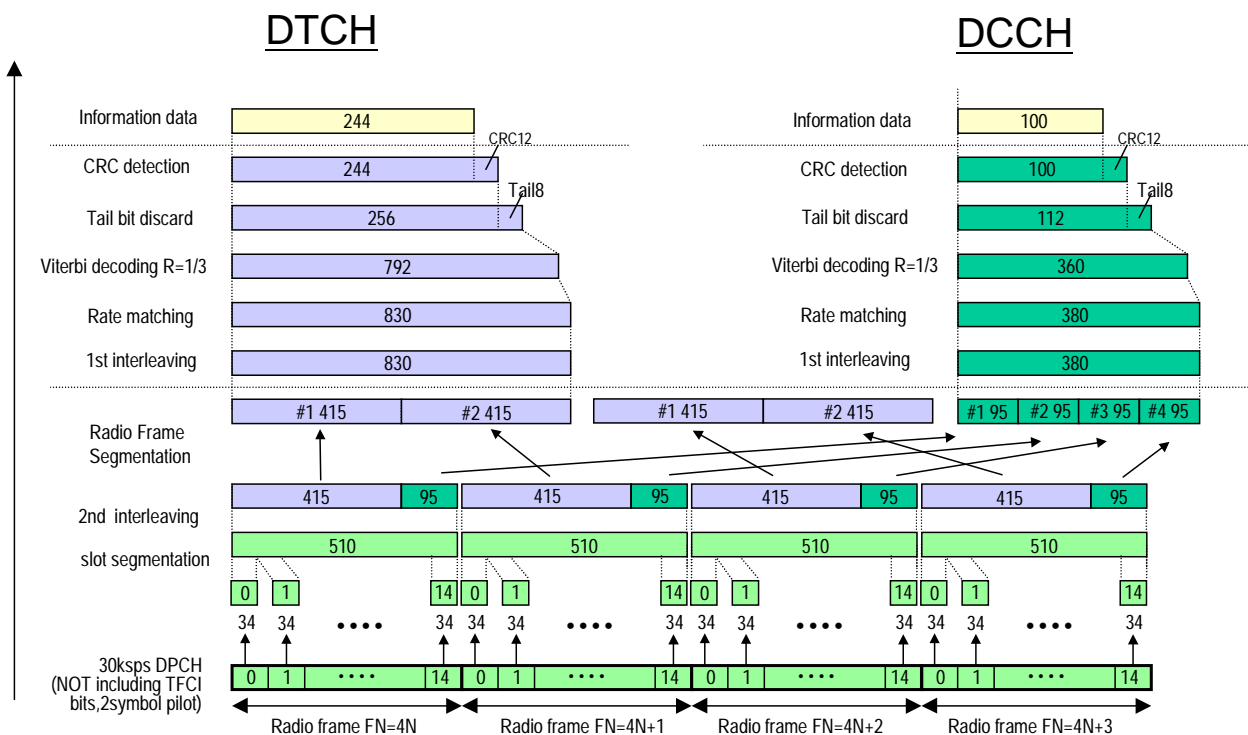 DTCH DCCH
Information data 244 Information data 100
CRC12 CRC12
CRC detection 244 CRC detection 100
Tail8 Tail8
Tail bit discard 256 Tail bit discard 112
Viterbi decoding R=1/3 792 Viterbi decoding R=1/3 360
Rate matching 830 Rate matching 380
1st interleaving 830 1st interleaving 380
#1 415 #2 415 #1 415 #2 415 #1 95 #2 95 #3 95 #4 95
Radio Frame
Segmentation
415 95 415 95 415 95 415 95
2nd interleaving
slot segmentation 510 510 510 510
0 1 14 0 1 14 0 1 14 0 1 14
34 34 •••• 34 34 34 •••• 34 34 34 •••• 34 34 34 •••• 34
30ksps DPCH
(NOT including TFCI
bits,2symbol pilot)
0 1 •••• 14 0 1 •••• 14 0 1 •••• 14 0 1 •••• 14
Radio frame FN=4N Radio frame FN=4N+1 Radio frame FN=4N+2 Radio frame FN=4N+3